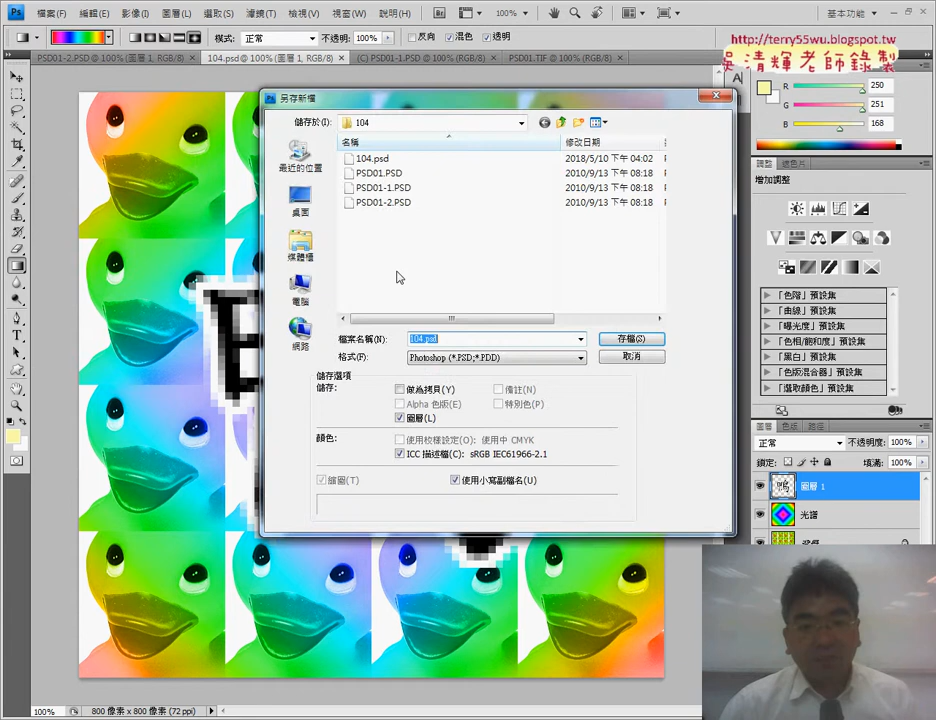 Ps 檔案(F) 編輯(E) 影像(I) 圖層(L) 選取(S) 濾鏡(T) 檢視(V) 視窗(W) 說明(H) Br 100% 基本功能
模式: 正常 不透明: 100% 反向 混色 透明
http://terry55wu.blogspot.tw
吳清輝老師錄製
PSD01-2.PSD @ 100% (圖層 1, RGB/8) 104.psd @ 100% (圖層 1, RGB/8) (C) PSD01-1.PSD @ 100% (RGB/8) PSD01.TIF @ 100% (RGB/8)
R 250
G 251
B 168
另存新檔
儲存於(I): 104
名稱 修改日期
104.psd 2018/5/10 下午 04:02
PSD01.PSD 2010/9/13 下午 08:18
PSD01-1.PSD 2010/9/13 下午 08:18
PSD01-2.PSD 2010/9/13 下午 08:18
最近的位置
桌面
媒體櫃
電腦
網路
檔案名稱(N): 104.psd 存檔(S)
格式(F): Photoshop (*.PSD;*.PDD) 取消
儲存選項
儲存: 做為拷貝(Y) 備註(N)
Alpha 色版(E) 特別色(P)
圖層(L)
顏色: 使用校樣設定(O): 使用中 CMYK
ICC 描述檔(C): sRGB IEC61966-2.1
縮圖(T) 使用小寫副檔名(U)
調整 遮色片
增加調整
「色階」預設集
「曲線」預設集
「曝光度」預設集
「色相/飽和度」預設集
「黑白」預設集
「色版混合器」預設集
「選取顏色」預設集
圖層 色版 路徑
正常 不透明度: 100%
鎖定: 填滿: 100%
圖層 1
光譜
100% 800 像素 x 800 像素 (72 ppi)